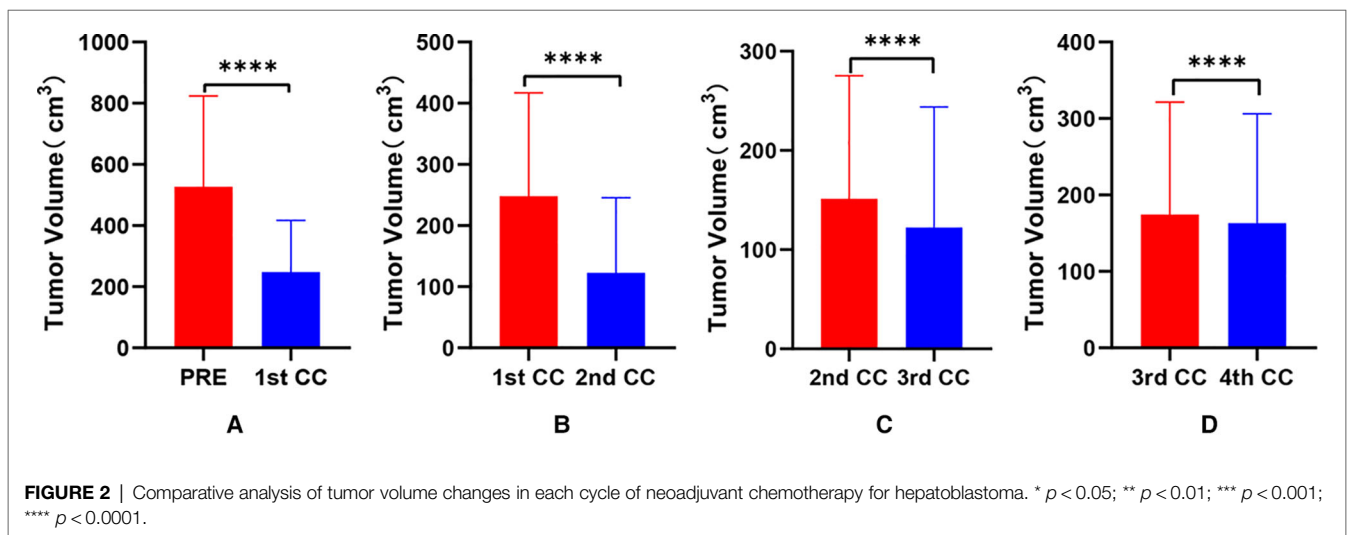 1000
800
600
400
200
0
Tumor Volume( cm³)
****
PRE 1st CC
A
500
400
300
200
100
0
Tumor Volume( cm³)
****
1st CC 2nd CC
B
300
200
100
0
Tumor Volume( cm³)
****
2nd CC 3rd CC
C
400
300
200
100
0
Tumor Volume( cm³)
****
3rd CC 4th CC
D
FIGURE 2 | Comparative analysis of tumor volume changes in each cycle of neoadjuvant chemotherapy for hepatoblastoma. * p < 0.05; ** p < 0.01; *** p < 0.001;
**** p < 0.0001.